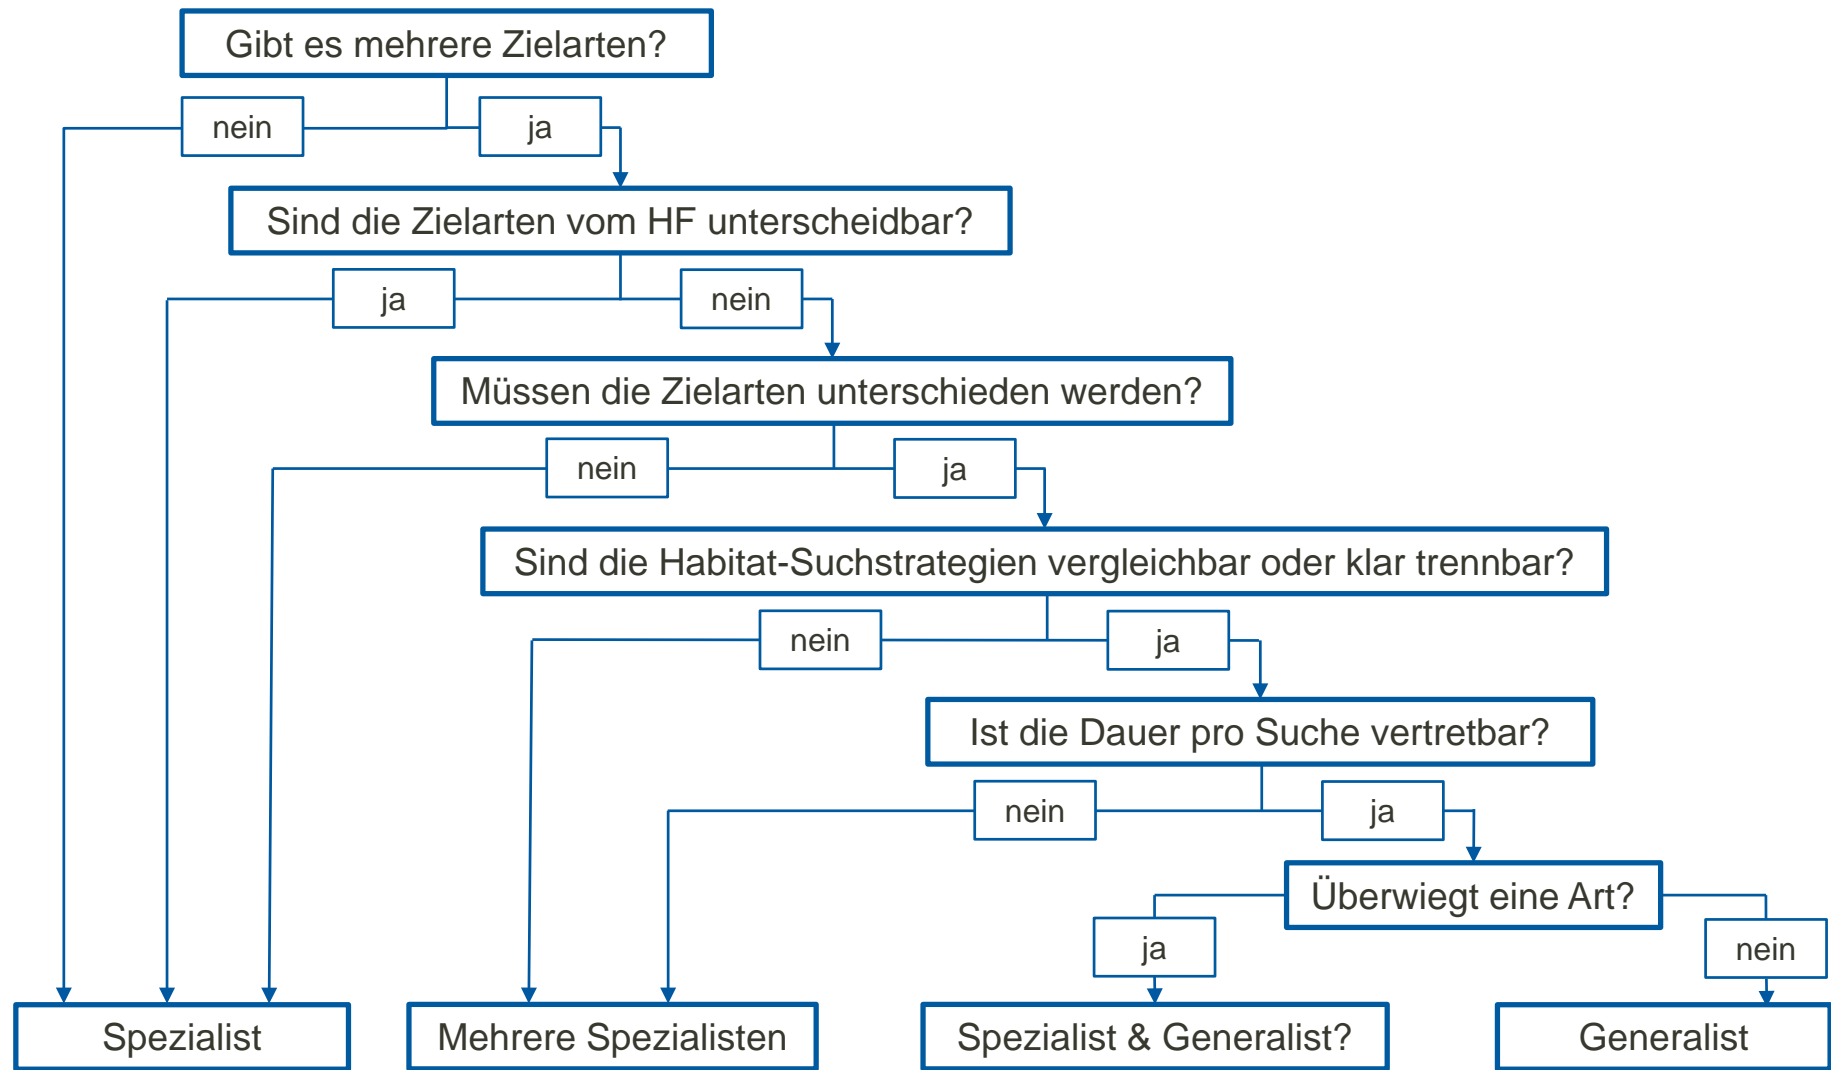 Gibt es mehrere Zielarten?
nein
ja
Sind die Zielarten vom HF unterscheidbar?
ja
nein
Müssen die Zielarten unterschieden werden?
nein
ja
Sind die Habitat-Suchstrategien vergleichbar oder klar trennbar?
nein
ja
Ist die Dauer pro Suche vertretbar?
nein
ja
Überwiegt eine Art?
ja
nein
Spezialist
Mehrere Spezialisten
Spezialist & Generalist?
Generalist